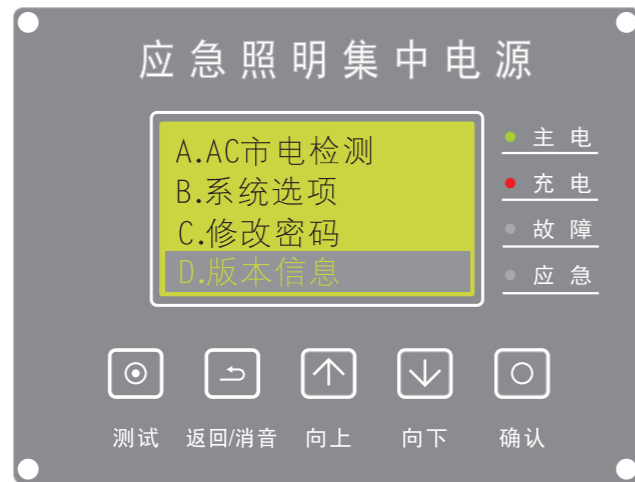 应急照明集中电源
A.AC市电检测
B.系统选项
C.修改密码
D.版本信息
主电
充电
故障
应急
测试 返回/消音 向上 向下 确认